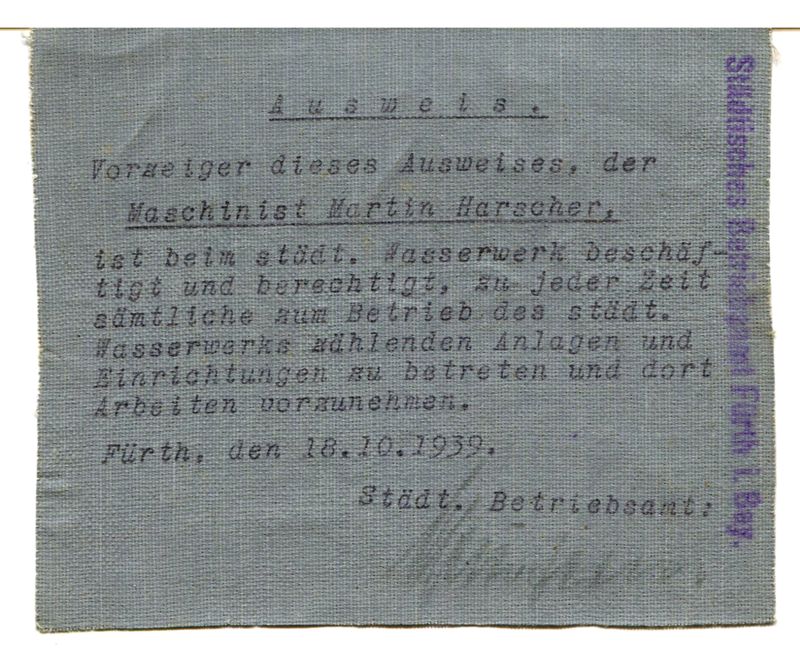 Ausweis.
Vorzeiger dieses Ausweises, der
Maschinist Martin Harscher,
ist beim städt. Wasserwerk beschäf-
tigt und berechtigt, zu jeder Zeit
sämtliche zum Betrieb des städt.
Wasserwerks zählenden Anlagen und
Einrichtungen zu betreten und dort
Arbeiten vorzunehmen.
Fürth, den 18.10.1939.
Städt. Betriebsamt:
Städtisches Betriebsamt Fürth i. Bay.